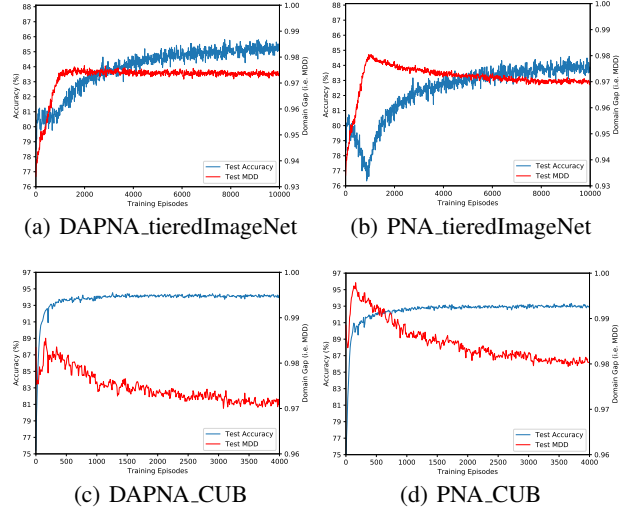 88
87
86
85
84
83
82
81
80
79
78
77
76
Accuracy (%)
1.00
0.99
0.98
0.97
0.96
0.95
0.94
0.93
Domain Gap (i.e. MDD)
0 2000 4000 6000 8000 10000
Training Episodes
Test Accuracy
Test MDD
(a) DAPNA_tieredImageNet
88
87
86
85
84
83
82
81
80
79
78
77
76
Accuracy (%)
1.00
0.99
0.98
0.97
0.96
0.95
0.94
0.93
Domain Gap (i.e. MDD)
0 2000 4000 6000 8000 10000
Training Episodes
Test Accuracy
Test MDD
(b) PNA_tieredImageNet
97
95
93
91
89
87
85
83
81
79
77
75
Accuracy (%)
1.00
0.99
0.98
0.97
0.96
Domain Gap (i.e. MDD)
0 500 1000 1500 2000 2500 3000 3500 4000
Training Episodes
Test Accuracy
Test MDD
(c) DAPNA_CUB
97
95
93
91
89
87
85
83
81
79
77
75
Accuracy (%)
1.00
0.99
0.98
0.97
0.96
Domain Gap (i.e. MDD)
0 500 1000 1500 2000 2500 3000 3500 4000
Training Episodes
Test Accuracy
Test MDD
(d) PNA_CUB